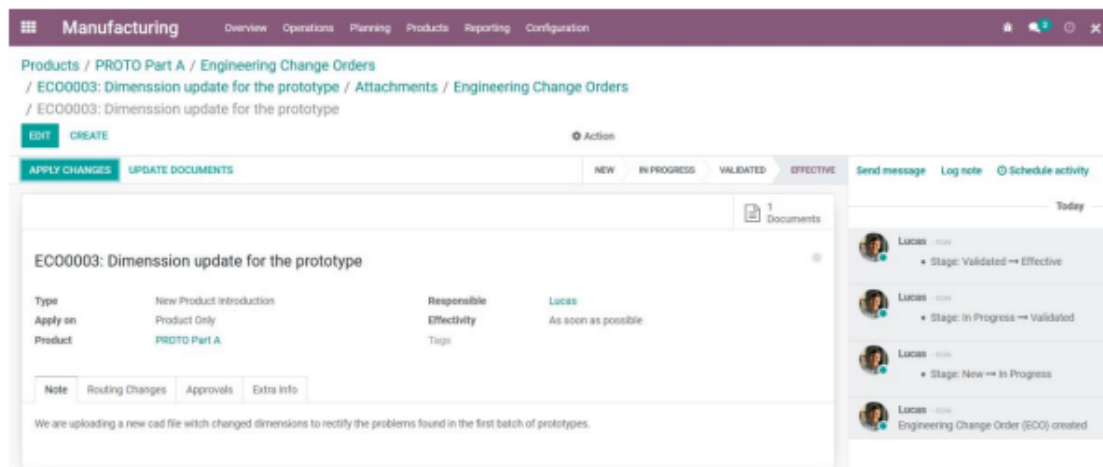 Manufacturing Overview Operations Planning Products Reporting Configuration
Products / PROTO Part A / Engineering Change Orders
/ ECO0003: Dimenssion update for the prototype / Attachments / Engineering Change Orders
/ ECO0003: Dimenssion update for the prototype
EDIT CREATE Action
APPLY CHANGES UPDATE DOCUMENTS NEW IN PROGRESS VALIDATED EFFECTIVE Send message Log note Schedule activity
1
Documents
Today
ECO0003: Dimenssion update for the prototype
Type New Product Introduction Responsible Lucas
Apply on Product Only Effectivity As soon as possible
Product PROTO Part A Tags
Note Routing Changes Approvals Extra Info
We are uploading a new cad file witch changed dimensions to rectify the problems found in the first batch of prototypes.
Lucas - now
Stage: Validated → Effective
Lucas - now
Stage: In Progress → Validated
Lucas - now
Stage: New → In Progress
Lucas - now
Engineering Change Order (ECO) created